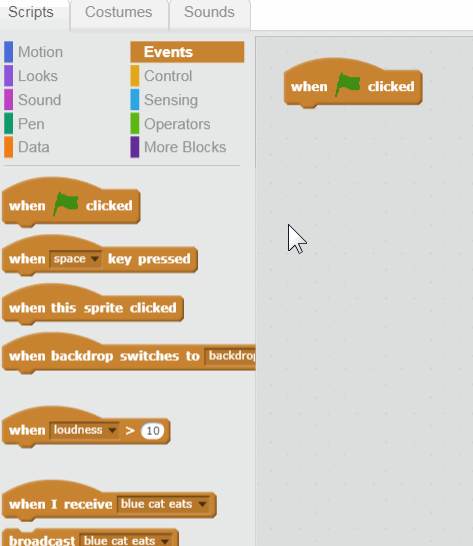 Scripts Costumes Sounds
Motion Events
Looks Control
Sound Sensing
Pen Operators
Data More Blocks
when clicked
when clicked
when space key pressed
when this sprite clicked
when backdrop switches to
when loudness > 10
when I receive blue cat eats
broadcast blue cat eats